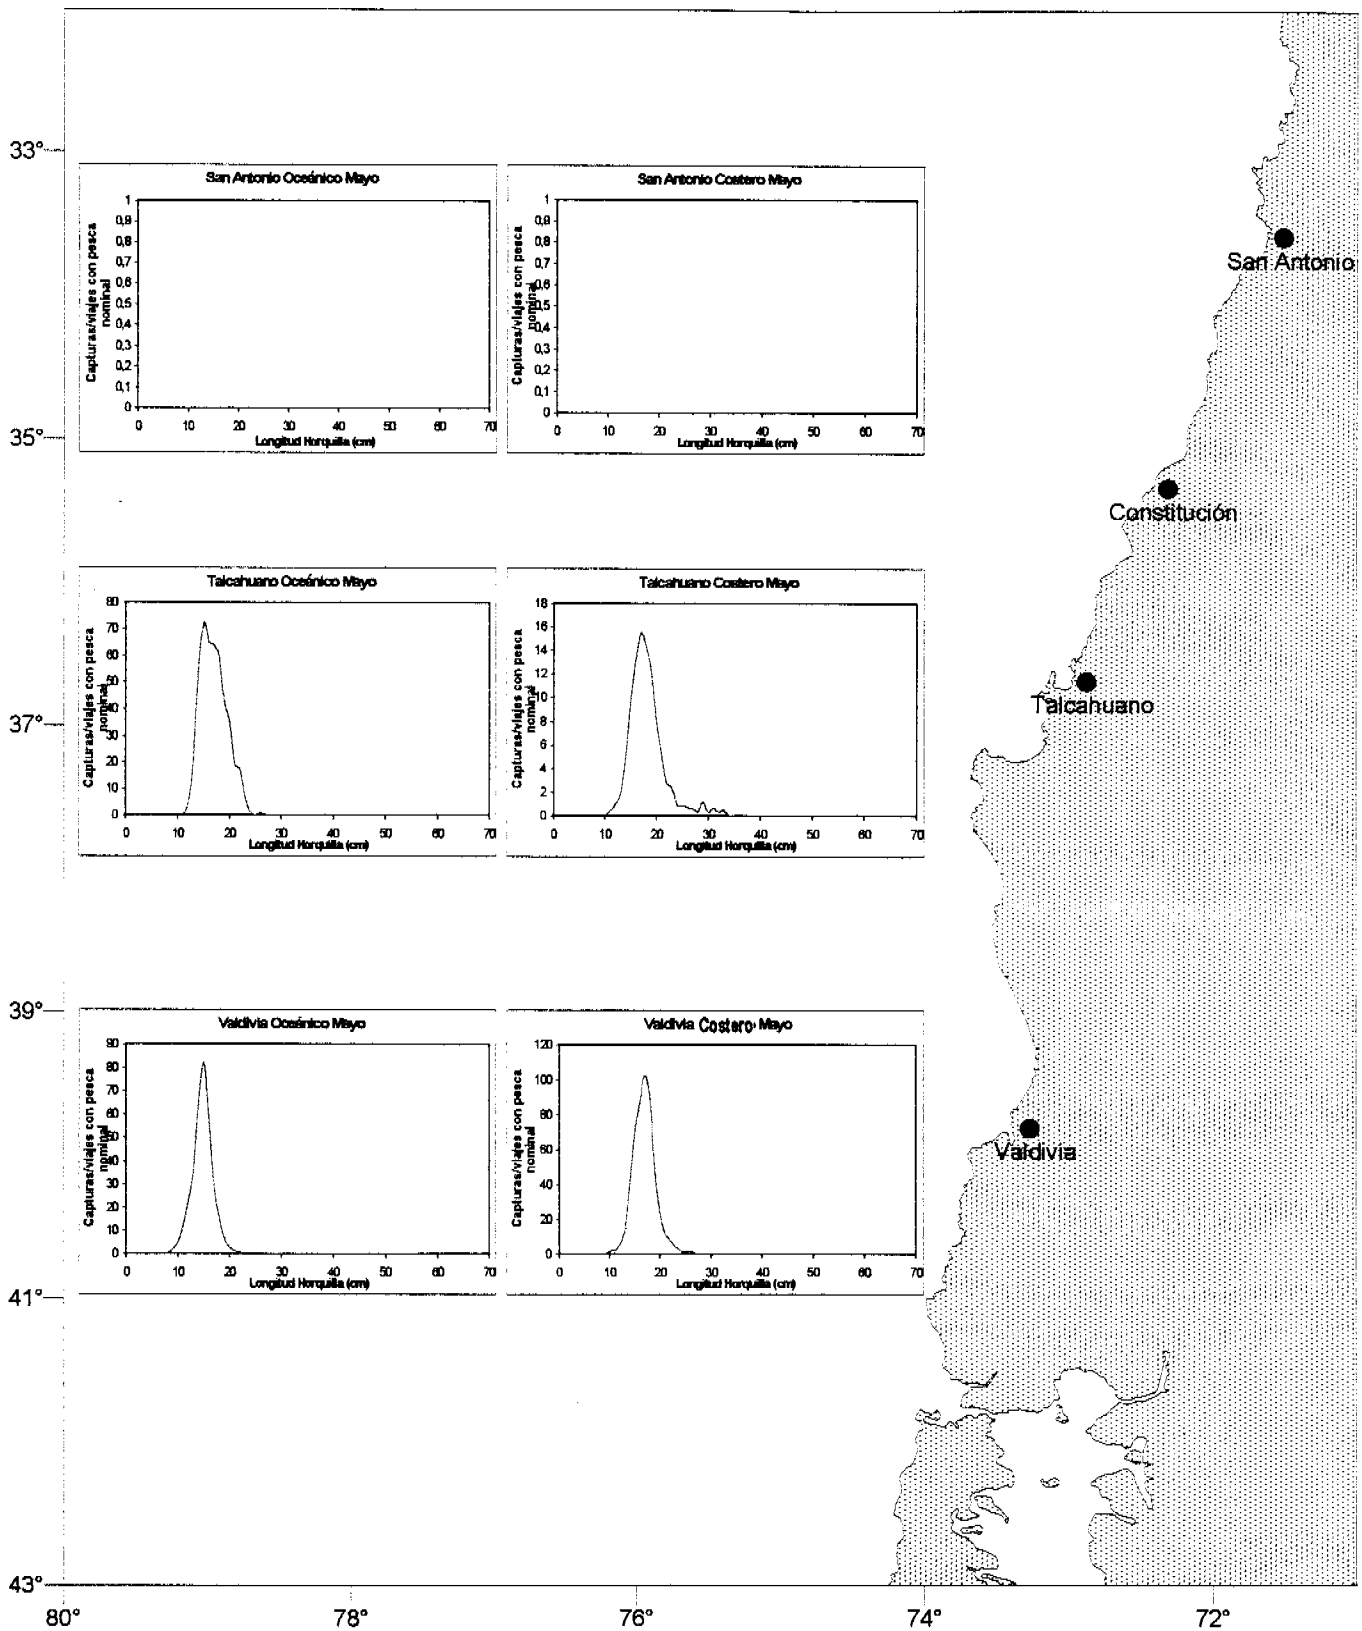 33°
San Antonio Oceánico Mayo
Capturas/viajes con pesca
nominal
1
0,9
0,8
0,7
0,6
0,5
0,4
0,3
0,2
0,1
0
0 10 20 30 40 50 60 70
Longitud Horquilla (cm)
San Antonio Costero Mayo
Capturas/viajes con pesca
nominal
1
0,9
0,8
0,7
0,6
0,5
0,4
0,3
0,2
0,1
0
0 10 20 30 40 50 60 70
Longitud Horquilla (cm)
San Antonio
35°
Constitución
Talcahuano Oceánico Mayo
Capturas/viajes con pesca
nominal
80
70
60
50
40
30
20
10
0
0 10 20 30 40 50 60 70
Longitud Horquilla (cm)
Talcahuano Costero Mayo
Capturas/viajes con pesca
nominal
18
16
14
12
10
8
6
4
2
0
0 10 20 30 40 50 60 70
Longitud Horquilla (cm)
Talcahuano
37°
39°
Valdivia Oceánico Mayo
Capturas/viajes con pesca
nominal
90
80
70
60
50
40
30
20
10
0
0 10 20 30 40 50 60 70
Longitud Horquilla (cm)
Valdivia Costero Mayo
Capturas/viajes con pesca
nominal
120
100
80
60
40
20
0
0 10 20 30 40 50 60 70
Longitud Horquilla (cm)
Valdivia
41°
43°
80° 78° 76° 74° 72°